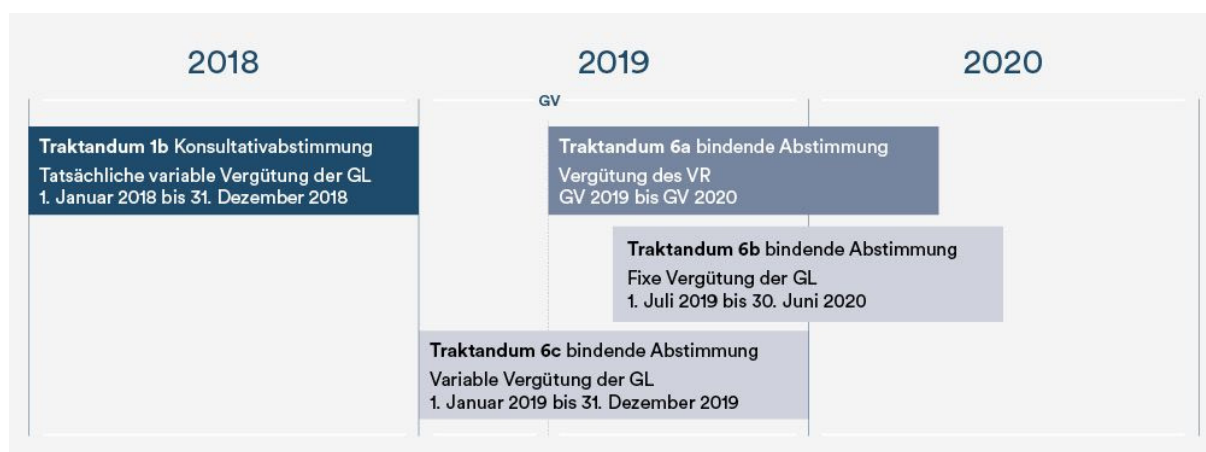 2018
2019
2020
GV
Traktandum 1b Konsultativabstimmung
Tatsächliche variable Vergütung der GL
1. Januar 2018 bis 31. Dezember 2018
Traktandum 6a bindende Abstimmung
Vergütung des VR
GV 2019 bis GV 2020
Traktandum 6b bindende Abstimmung
Fixe Vergütung der GL
1. Juli 2019 bis 30. Juni 2020
Traktandum 6c bindende Abstimmung
Variable Vergütung der GL
1. Januar 2019 bis 31. Dezember 2019